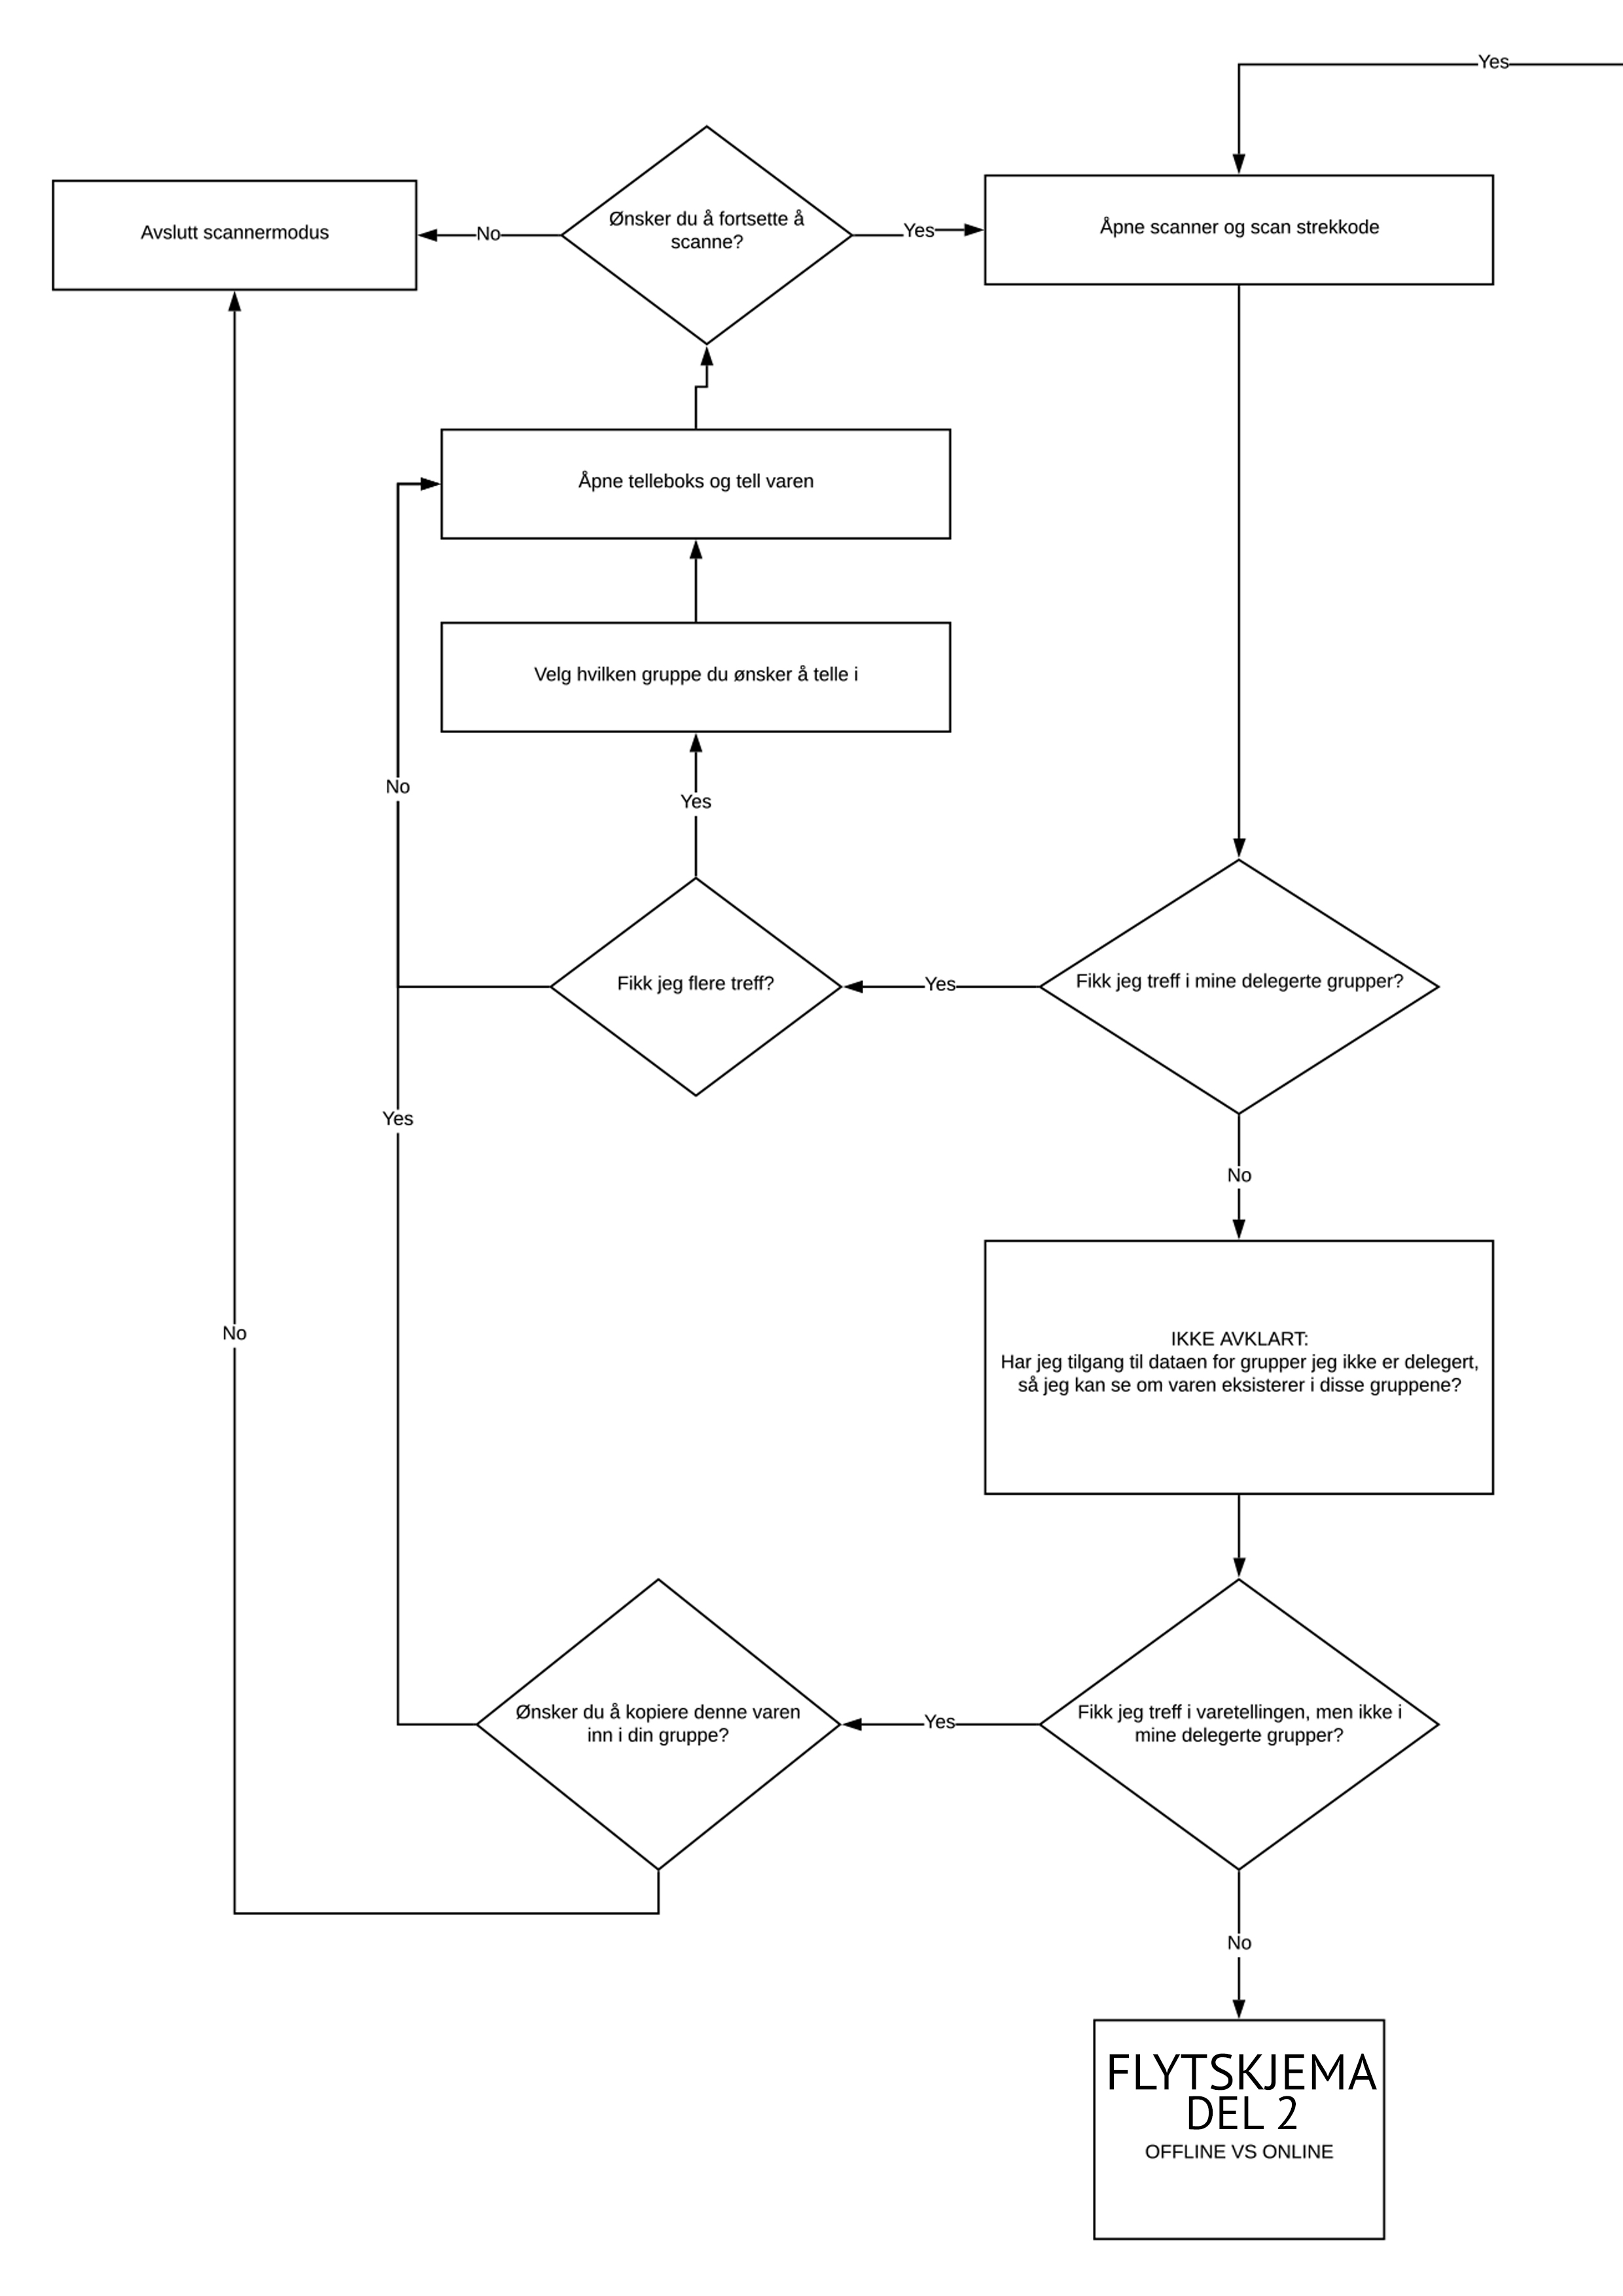 Yes
Avslutt scannermodus
No
Ønsker du å fortsette å
scanne?
Yes
Åpne scanner og scan strekkode
Åpne telleboks og tell varen
Velg hvilken gruppe du ønsker å telle i
No
Yes
Fikk jeg flere treff?
Yes
Fikk jeg treff i mine delegerte grupper?
Yes
No
No
IKKE AVKLART:
Har jeg tilgang til dataen for grupper jeg ikke er delegert,
så jeg kan se om varen eksisterer i disse gruppene?
Ønsker du å kopiere denne varen
inn i din gruppe?
Yes
Fikk jeg treff i varetellingen, men ikke i
mine delegerte grupper?
No
FLYTSKJEMA
DEL 2
OFFLINE VS ONLINE